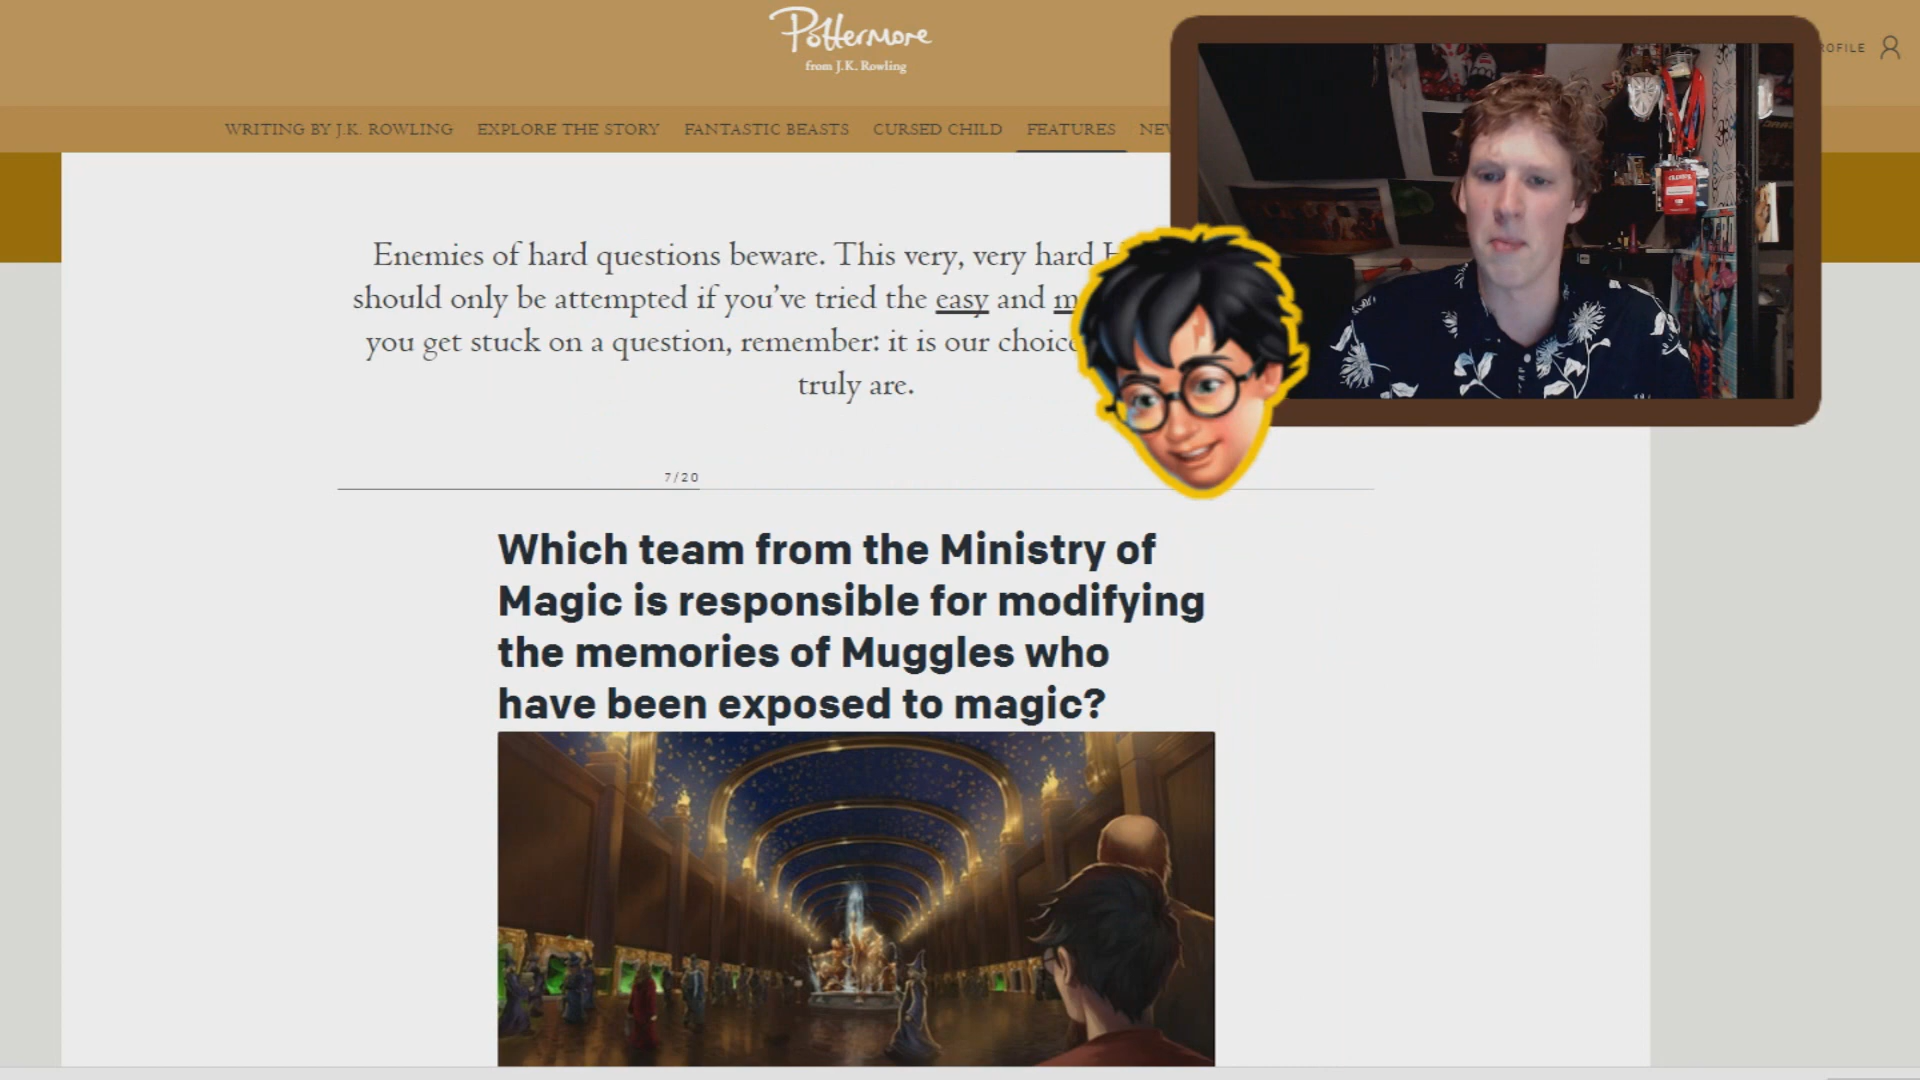 Pottermore
from J.K. Rowling
OFILE
WRITING BY J.K. ROWLING EXPLORE THE STORY FANTASTIC BEASTS CURSED CHILD FEATURES NEW
Enemies of hard questions beware. This very, very hard H
should only be attempted if you've tried the easy and m
you get stuck on a question, remember: it is our choice
truly are.
7/20
Which team from the Ministry of
Magic is responsible for modifying
the memories of Muggles who
have been exposed to magic?